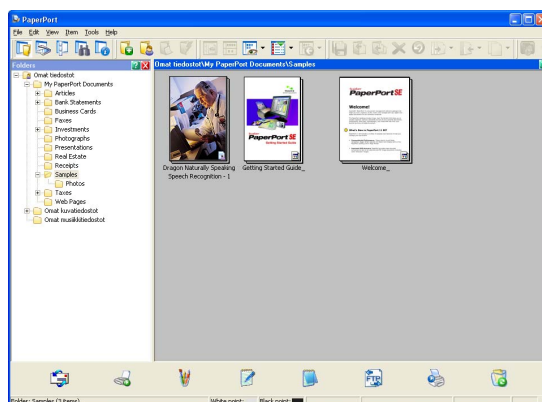 PaperPort
File Edit View Item Tools Help
Folders
Omat tiedostot\My PaperPort Documents\Samples
Omat tiedostot
My PaperPort Documents
Articles
Bank Statements
Business Cards
Faxes
Investments
Photographs
Presentations
Real Estate
Receipts
Samples
Photos
Taxes
Web Pages
Omat kuvatiedostot
Omat musiikkitiedostot
PaperPort SE
Getting Started Guide
PaperPort SE
Welcome!
Dragon Naturally Speaking
Speech Recognition - 1
Getting Started Guide_
Welcome_
FTP
Folder: Samples (3 items)
White point:
Black point: